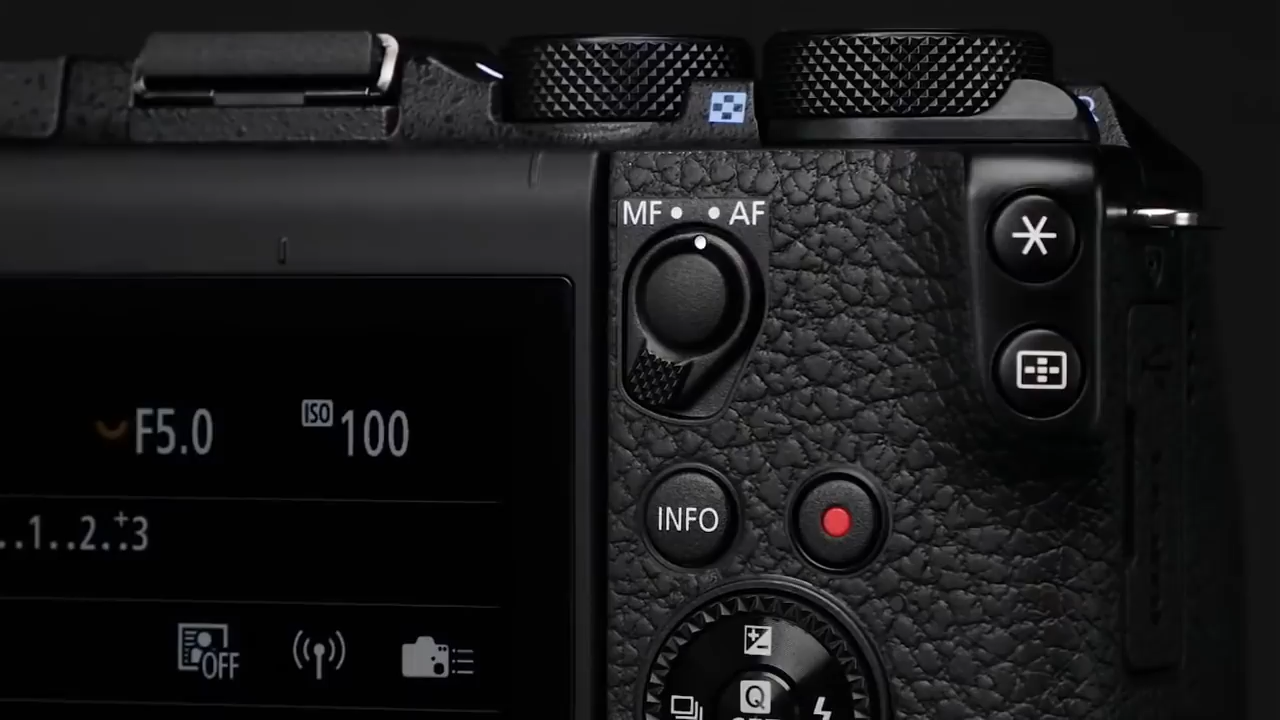 MF • • AF
F5.0
ISO 100
..1..2.⁺3
INFO
OFF
Q